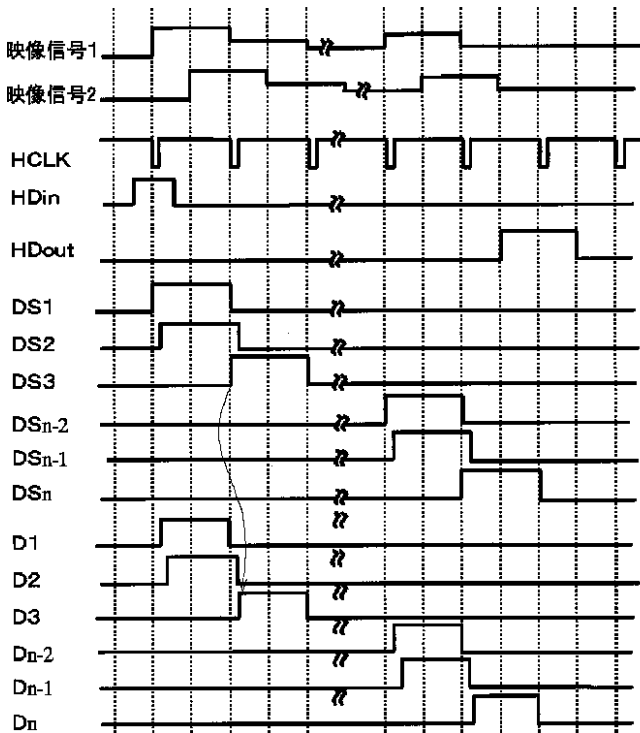 映像信号1
映像信号2
HCLK
HDin
HDout
DS1
DS2
DS3
DSn-2
DSn-1
DSn
D1
D2
D3
Dn-2
Dn-1
Dn